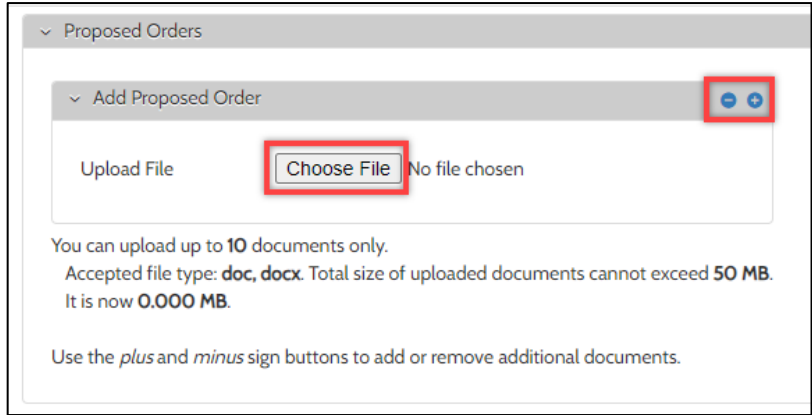 Proposed Orders
Add Proposed Order
Upload File Choose File No file chosen
You can upload up to 10 documents only.
Accepted file type: doc, docx. Total size of uploaded documents cannot exceed 50 MB.
It is now 0.000 MB.
Use the plus and minus sign buttons to add or remove additional documents.